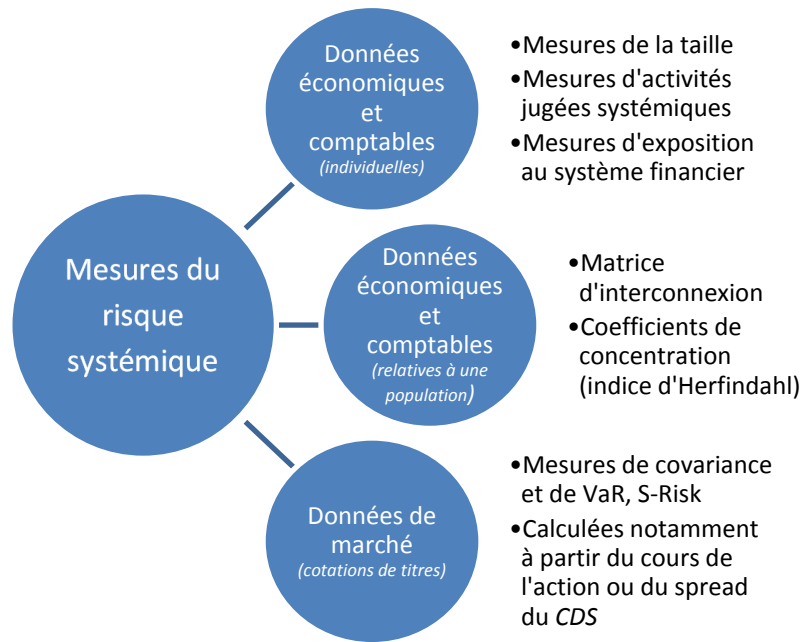 Mesures du
risque
systémique
Données
économiques
et
comptables
(individuelles)
•Mesures de la taille
•Mesures d'activités
jugées systémiques
•Mesures d'exposition
au système financier
Données
économiques
et
comptables
(relatives à une
population)
•Matrice
d'interconnexion
•Coefficients de
concentration
(indice d'Herfindahl)
Données de
marché
(cotations de titres)
•Mesures de covariance
et de VaR, S-Risk
•Calculées notamment
à partir du cours de
l'action ou du spread
du CDS